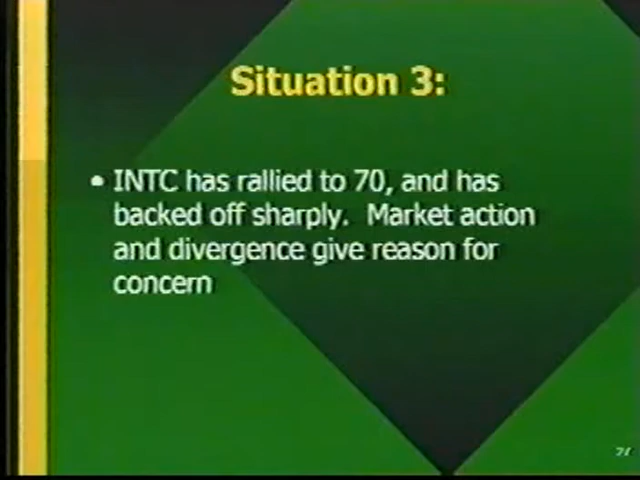 Situation 3:
• INTC has rallied to 70, and has
backed off sharply. Market action
and divergence give reason for
concern